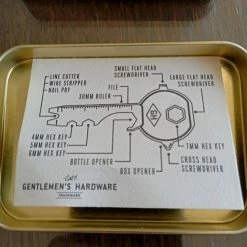 SMALL FLAT HEAD
SCREWDRIVER
LINE CUTTER
WIRE STRIPPER
NAIL PRY
FILE
LARGE FLAT HEAD
SCREWDRIVER
20MM RULER
4MM HEX KEY
5MM HEX KEY
6MM HEX KEY
7MM HEX KEY
BOTTLE OPENER
CROSS HEAD
SCREWDRIVER
BOX OPENER
GENTLEMEN'S HARDWARE
TRADEMARK